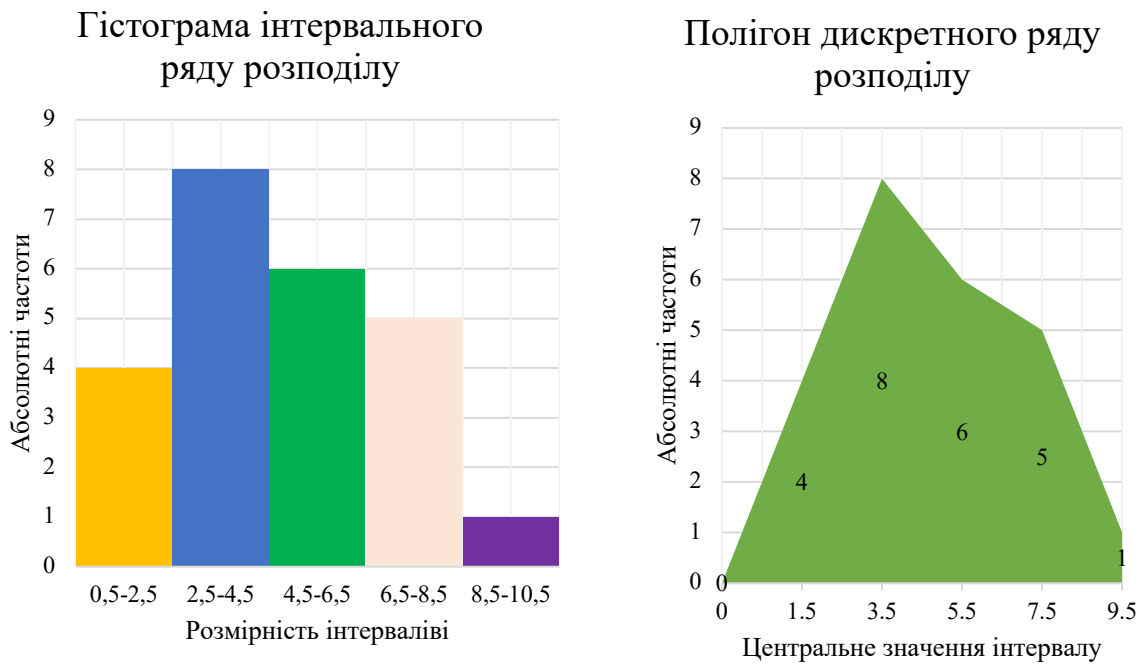 Гістограма інтервального
ряду розподілу
9
8
7
6
5
4
3
2
1
0
Абсолютні частоти
0,5-2,5 2,5-4,5 4,5-6,5 6,5-8,5 8,5-10,5
Розмірність інтерваліві
Полігон дискретного ряду
розподілу
9
8
7
6
5
4
3
2
1
0
Абсолютні частоти
0
4
8
6
5
1
0 1.5 3.5 5.5 7.5 9.5
Центральне значення інтервалу